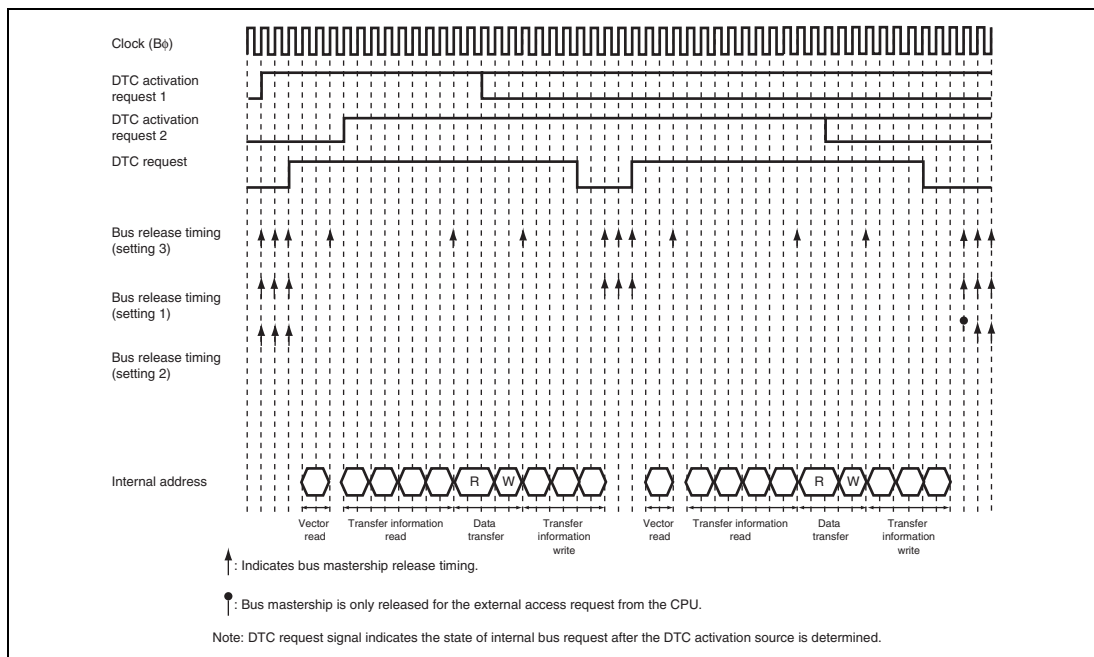 Clock (Bϕ)
DTC activation
request 1
DTC activation
request 2
DTC request
Bus release timing
(setting 3)
Bus release timing
(setting 1)
Bus release timing
(setting 2)
Internal address
R
W
R
W
Vector
read
Transfer information
read
Data
transfer
Transfer
information
write
Vector
read
Transfer information
read
Data
transfer
Transfer
information
write
: Indicates bus mastership release timing.
: Bus mastership is only released for the external access request from the CPU.
Note: DTC request signal indicates the state of internal bus request after the DTC activation source is determined.